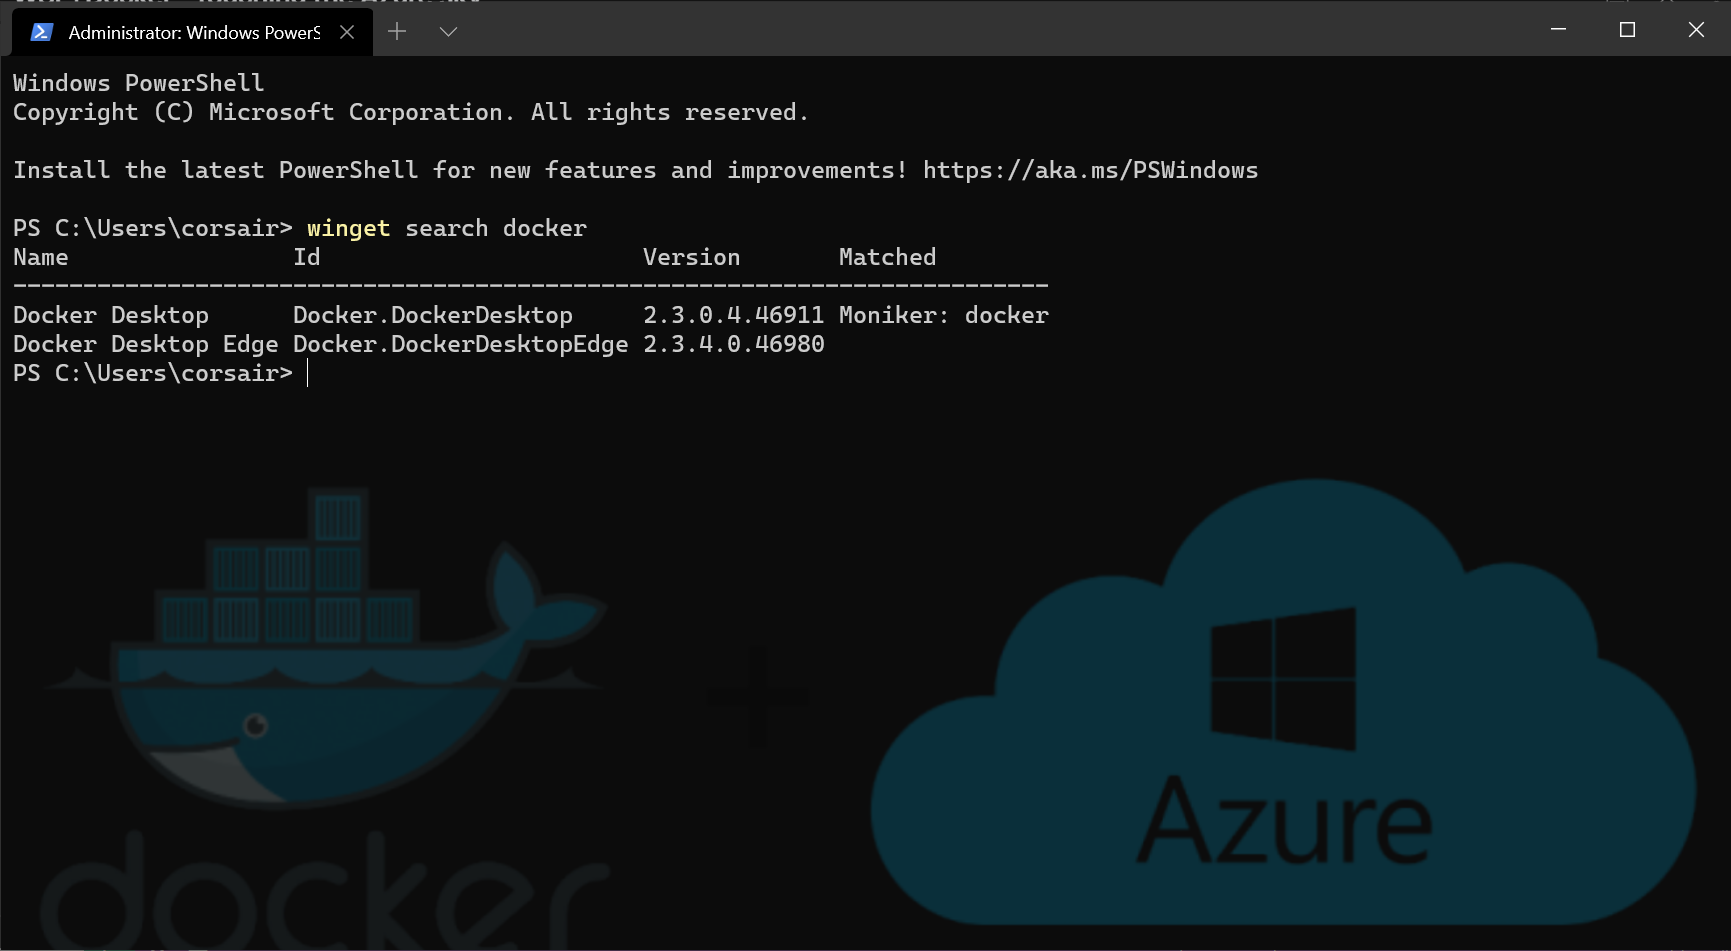 Administrator: Windows PowerS
Windows PowerShell
Copyright (C) Microsoft Corporation. All rights reserved.
Install the latest PowerShell for new features and improvements! https://aka.ms/PSWindows
PS C:\Users\corsair> winget search docker
Name Id Version Matched
--------------------------------------------------------------------------
Docker Desktop Docker.DockerDesktop 2.3.0.4.46911 Moniker: docker
Docker Desktop Edge Docker.DockerDesktopEdge 2.3.4.0.46980
PS C:\Users\corsair>
Azure
docker